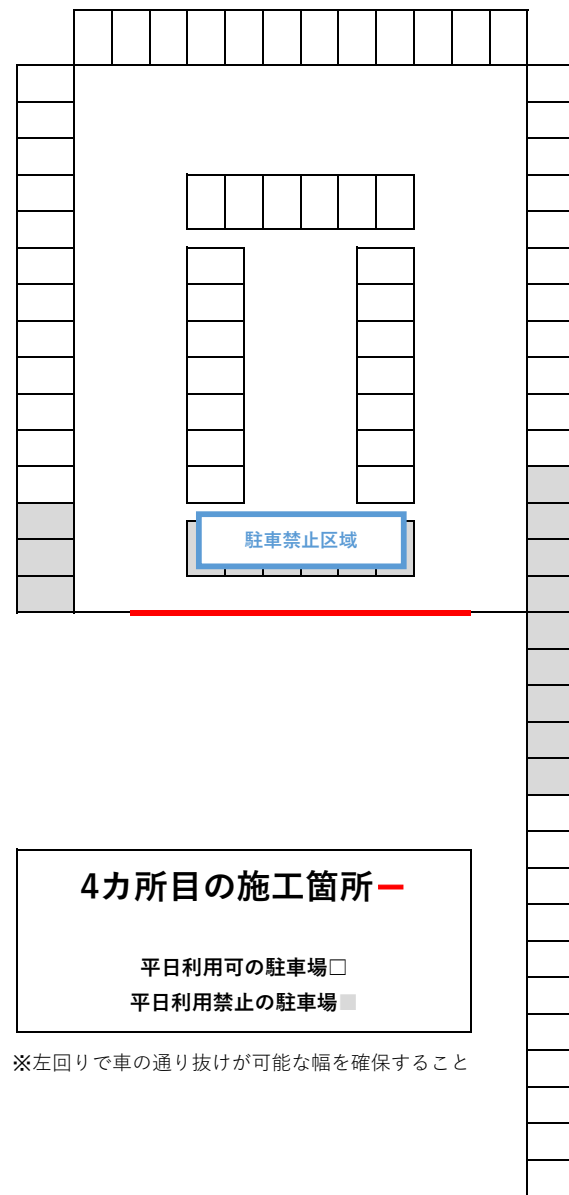 駐車禁止区域
4カ所目の施工箇所ー
平日利用可の駐車場□
平日利用禁止の駐車場■
※左回りで車の通り抜けが可能な幅を確保すること